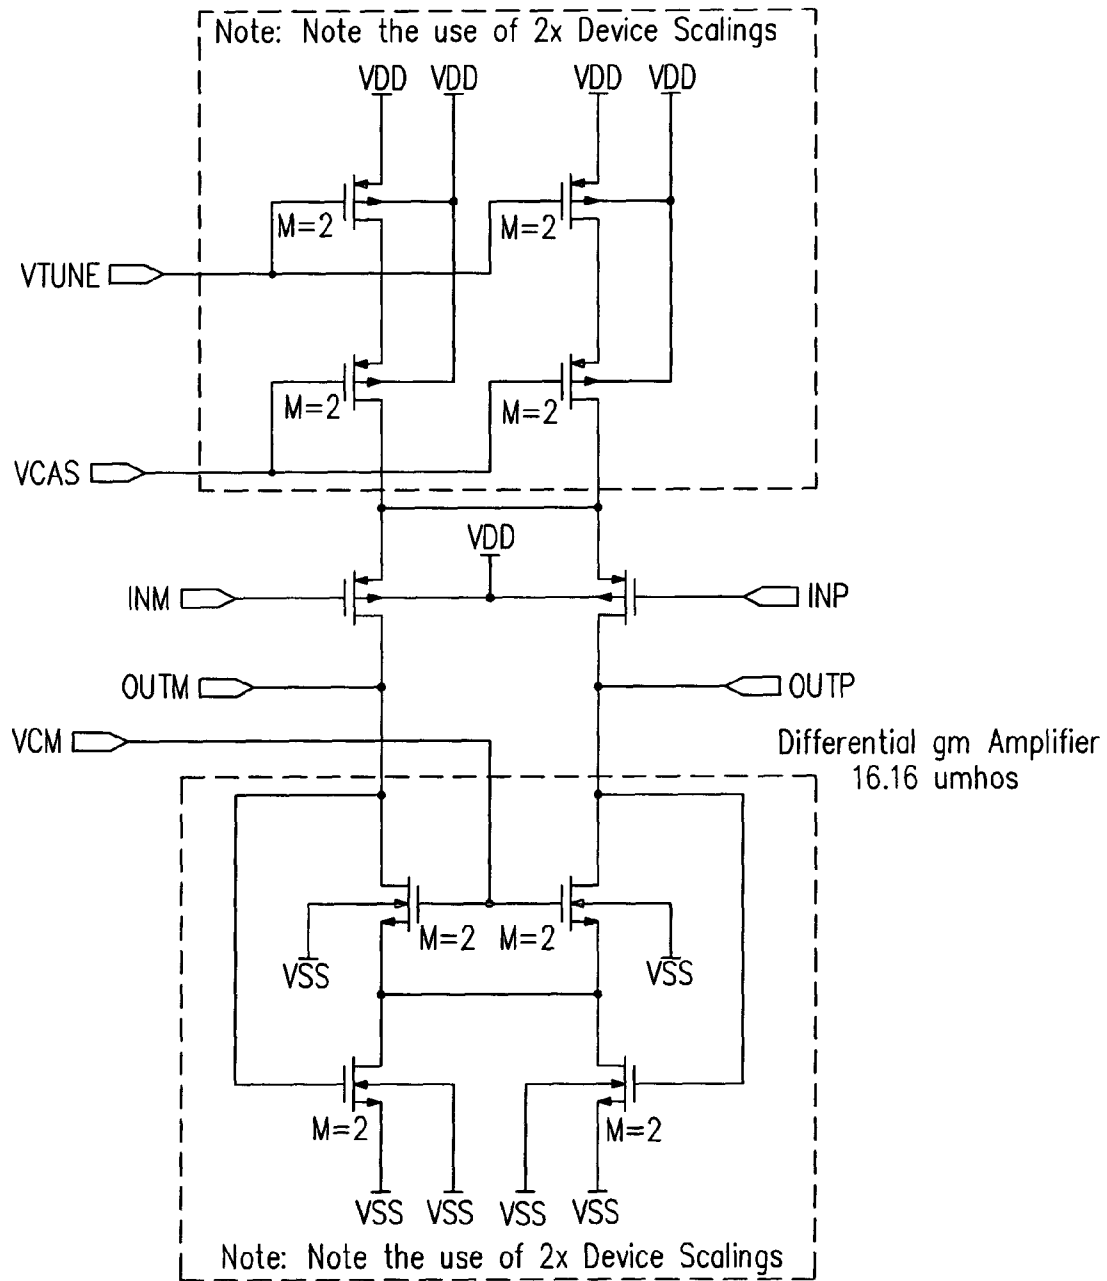 Note: Note the use of 2x Device Scalings
VDD VDD VDD VDD
M=2 M=2
VTUNE
M=2 M=2
VCAS
VDD
INM INP
OUTM OUTP
VCM
Differential gm Amplifier
16.16 umhos
M=2 M=2
VSS VSS
M=2 M=2
VSS VSS VSS VSS
Note: Note the use of 2x Device Scalings